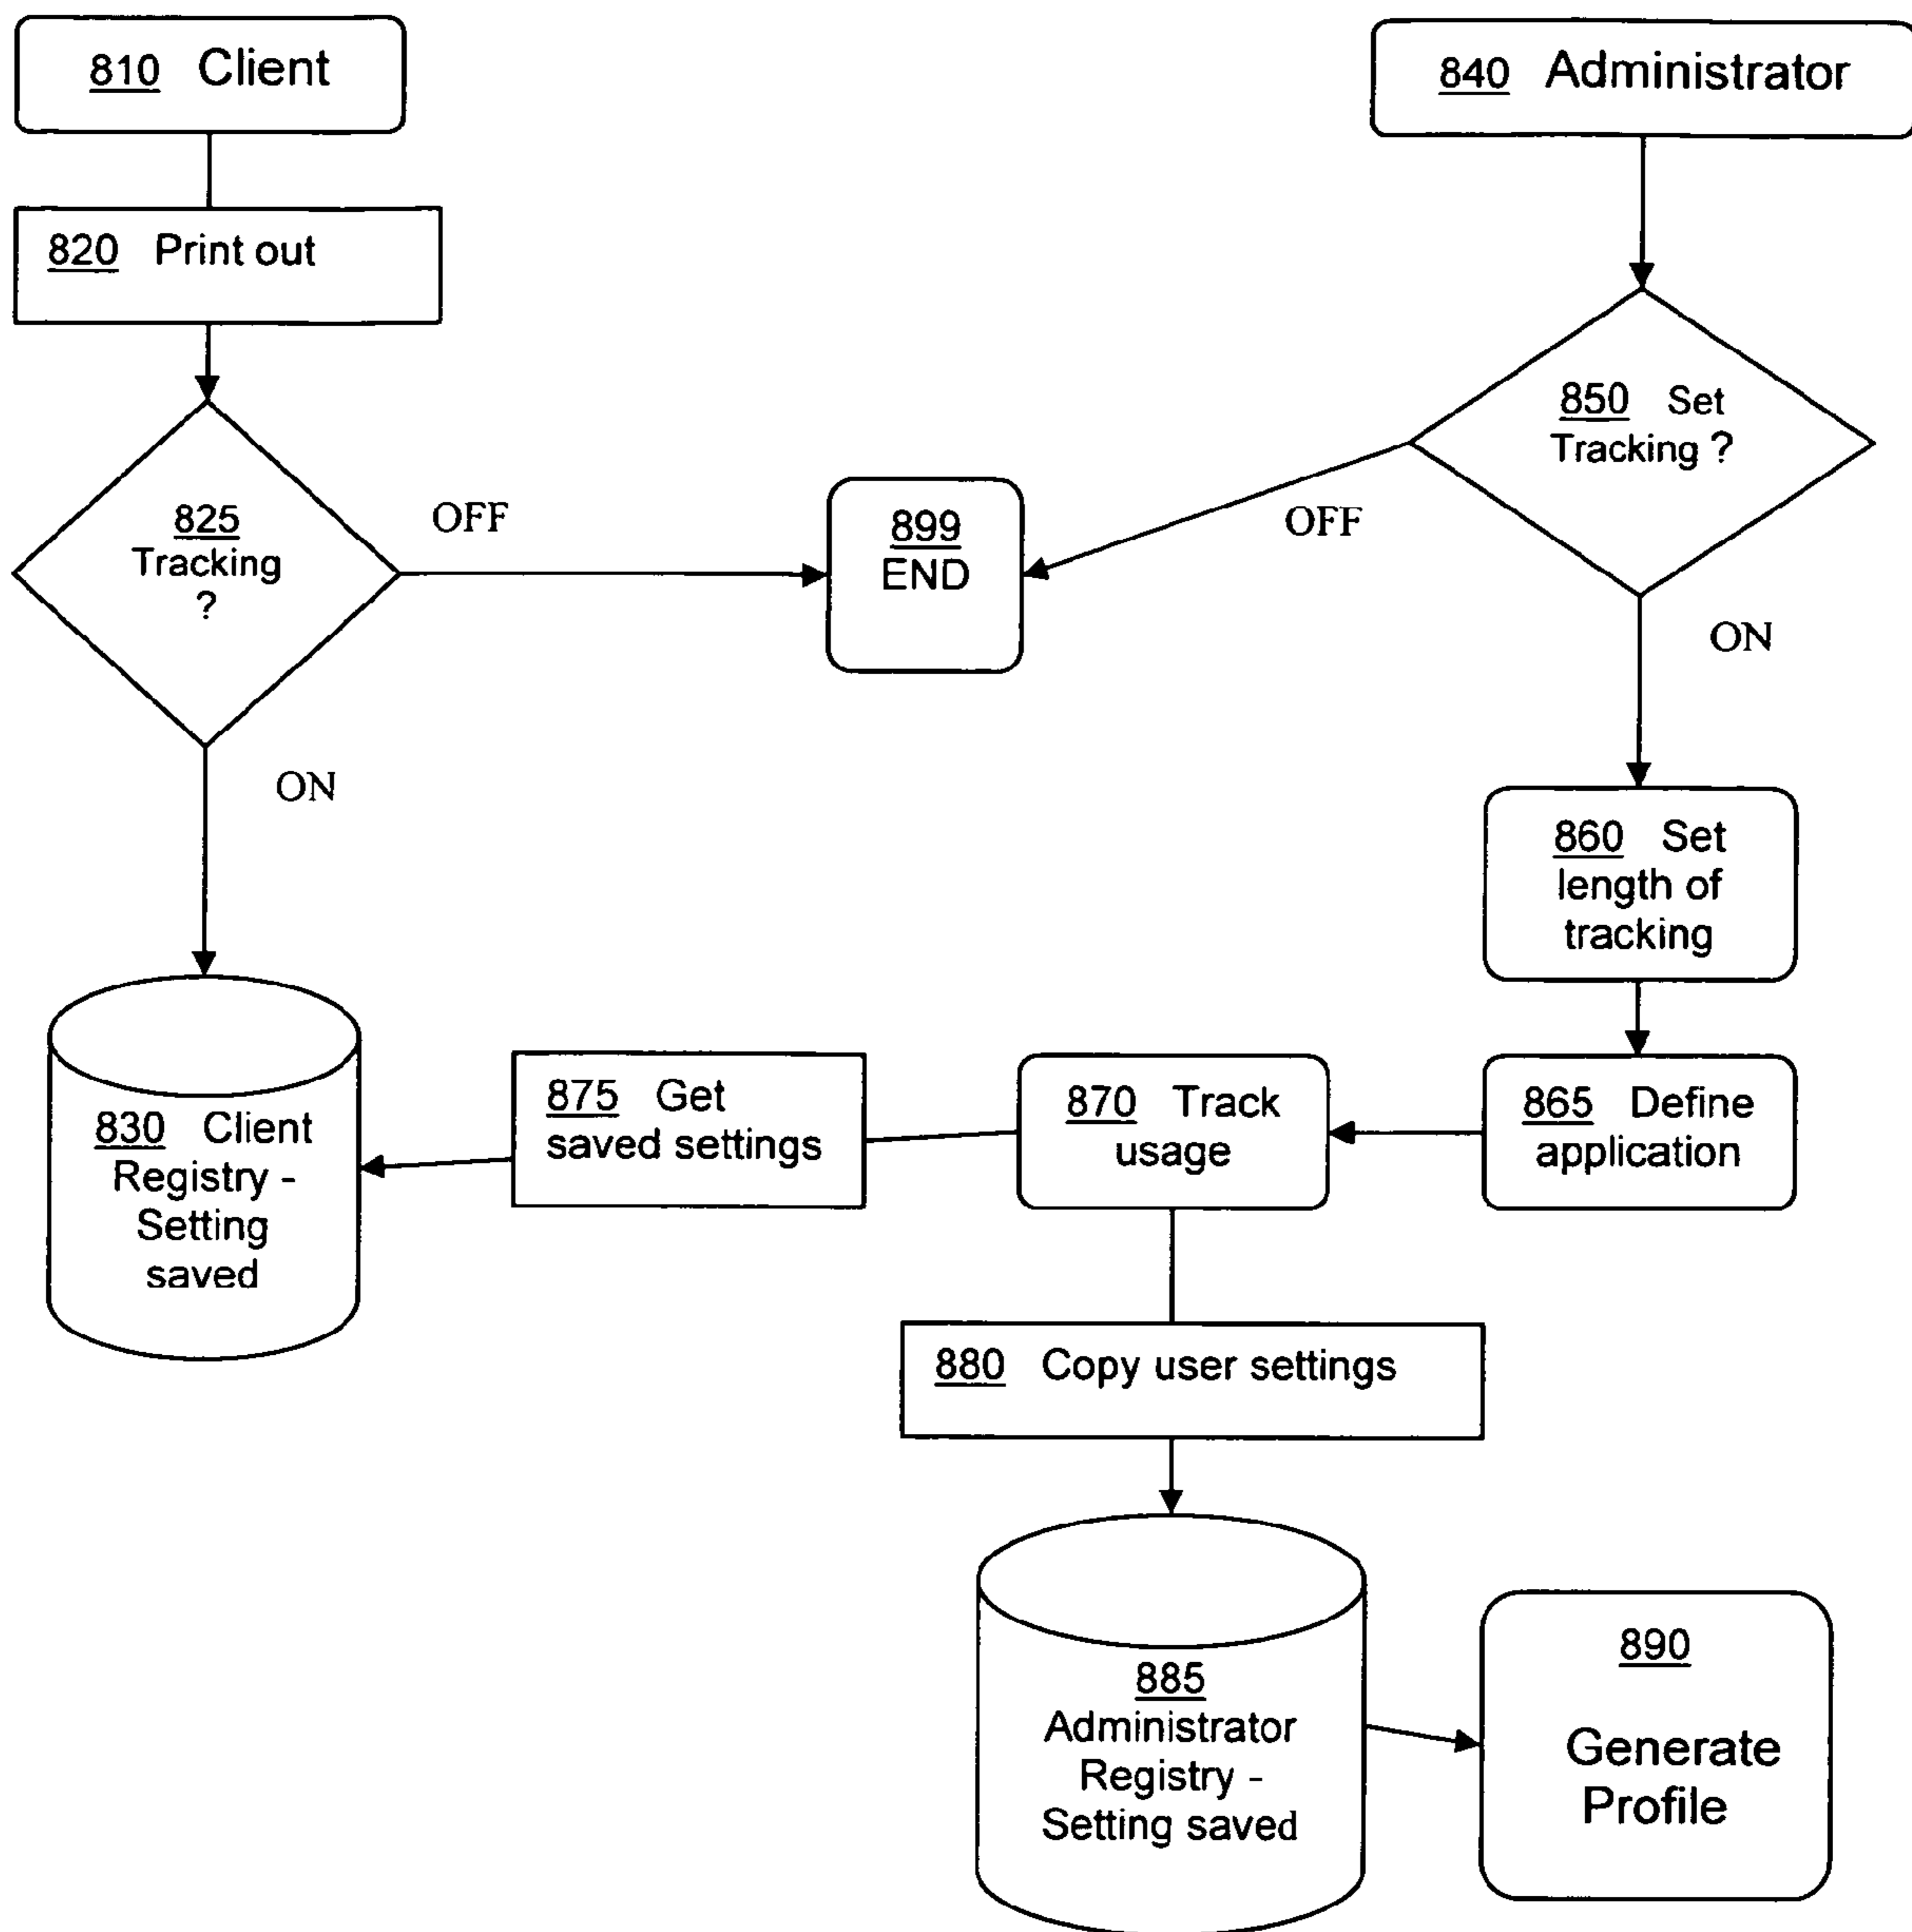 810 Client
840 Administrator
820 Print out
850 Set
Tracking ?
825
Tracking
?
OFF
899
END
OFF
ON
ON
860 Set
length of
tracking
830 Client
Registry -
Setting
saved
875 Get
saved settings
870 Track
usage
865 Define
application
880 Copy user settings
885
Administrator
Registry -
Setting saved
890
Generate
Profile